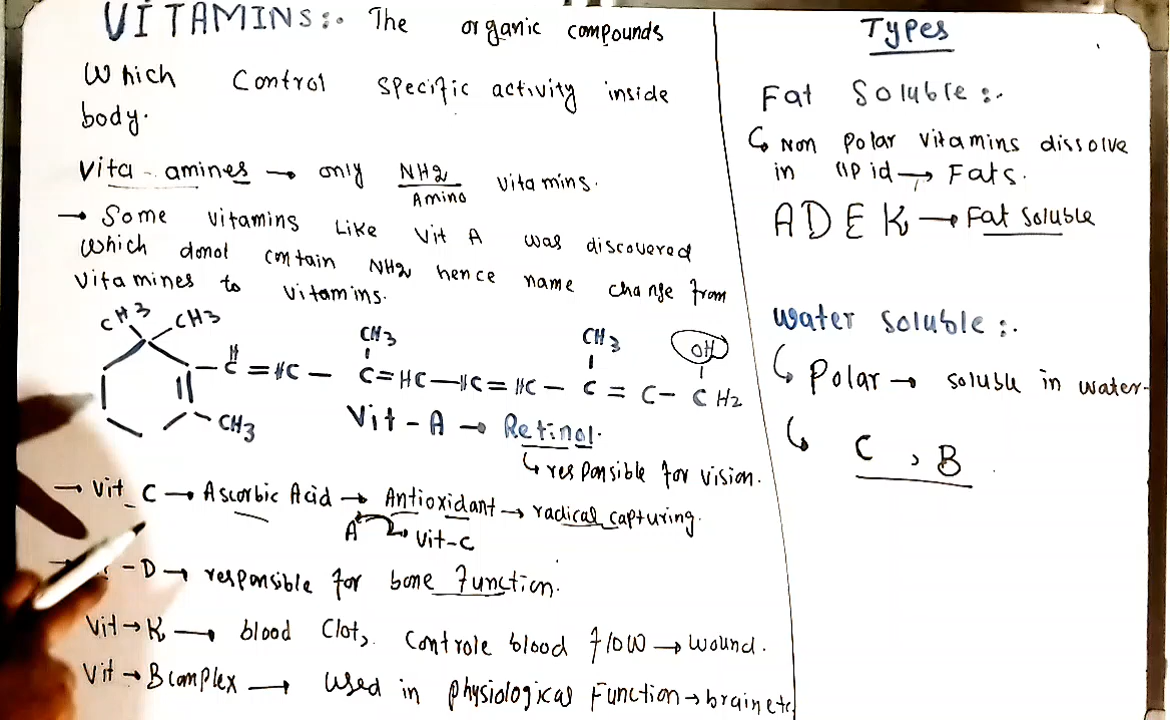 VITAMINS:. The organic compounds
Which Control specific activity inside
body.
Vita amines → only NH2 vitamins.
Amino
→ Some vitamins Like Vit A was discovered
which donot contain NH2 hence name change from
Vitamines to vitamins.
CH3 CH3 CH3 CH3 OH
H
C = HC — C = HC — HC = HC — C = C — C H2
CH3
Vit - A → Retinol.
↳ responsible for vision.
→ Vit C → Ascorbic Acid → Antioxidant → radical capturing.
A Vit-C
- D → responsible for bone Function.
Vit → K → blood Clots, Controle blood flow → wound.
Vit → B complex → used in physiological Function → brain etc
Types
Fat Soluble :.
↳ Non polar vitamins dissolve
in lipid → Fats.
ADEK → Fat Soluble
Water Soluble :.
↳ Polar → soluble in water.
↳ C , B